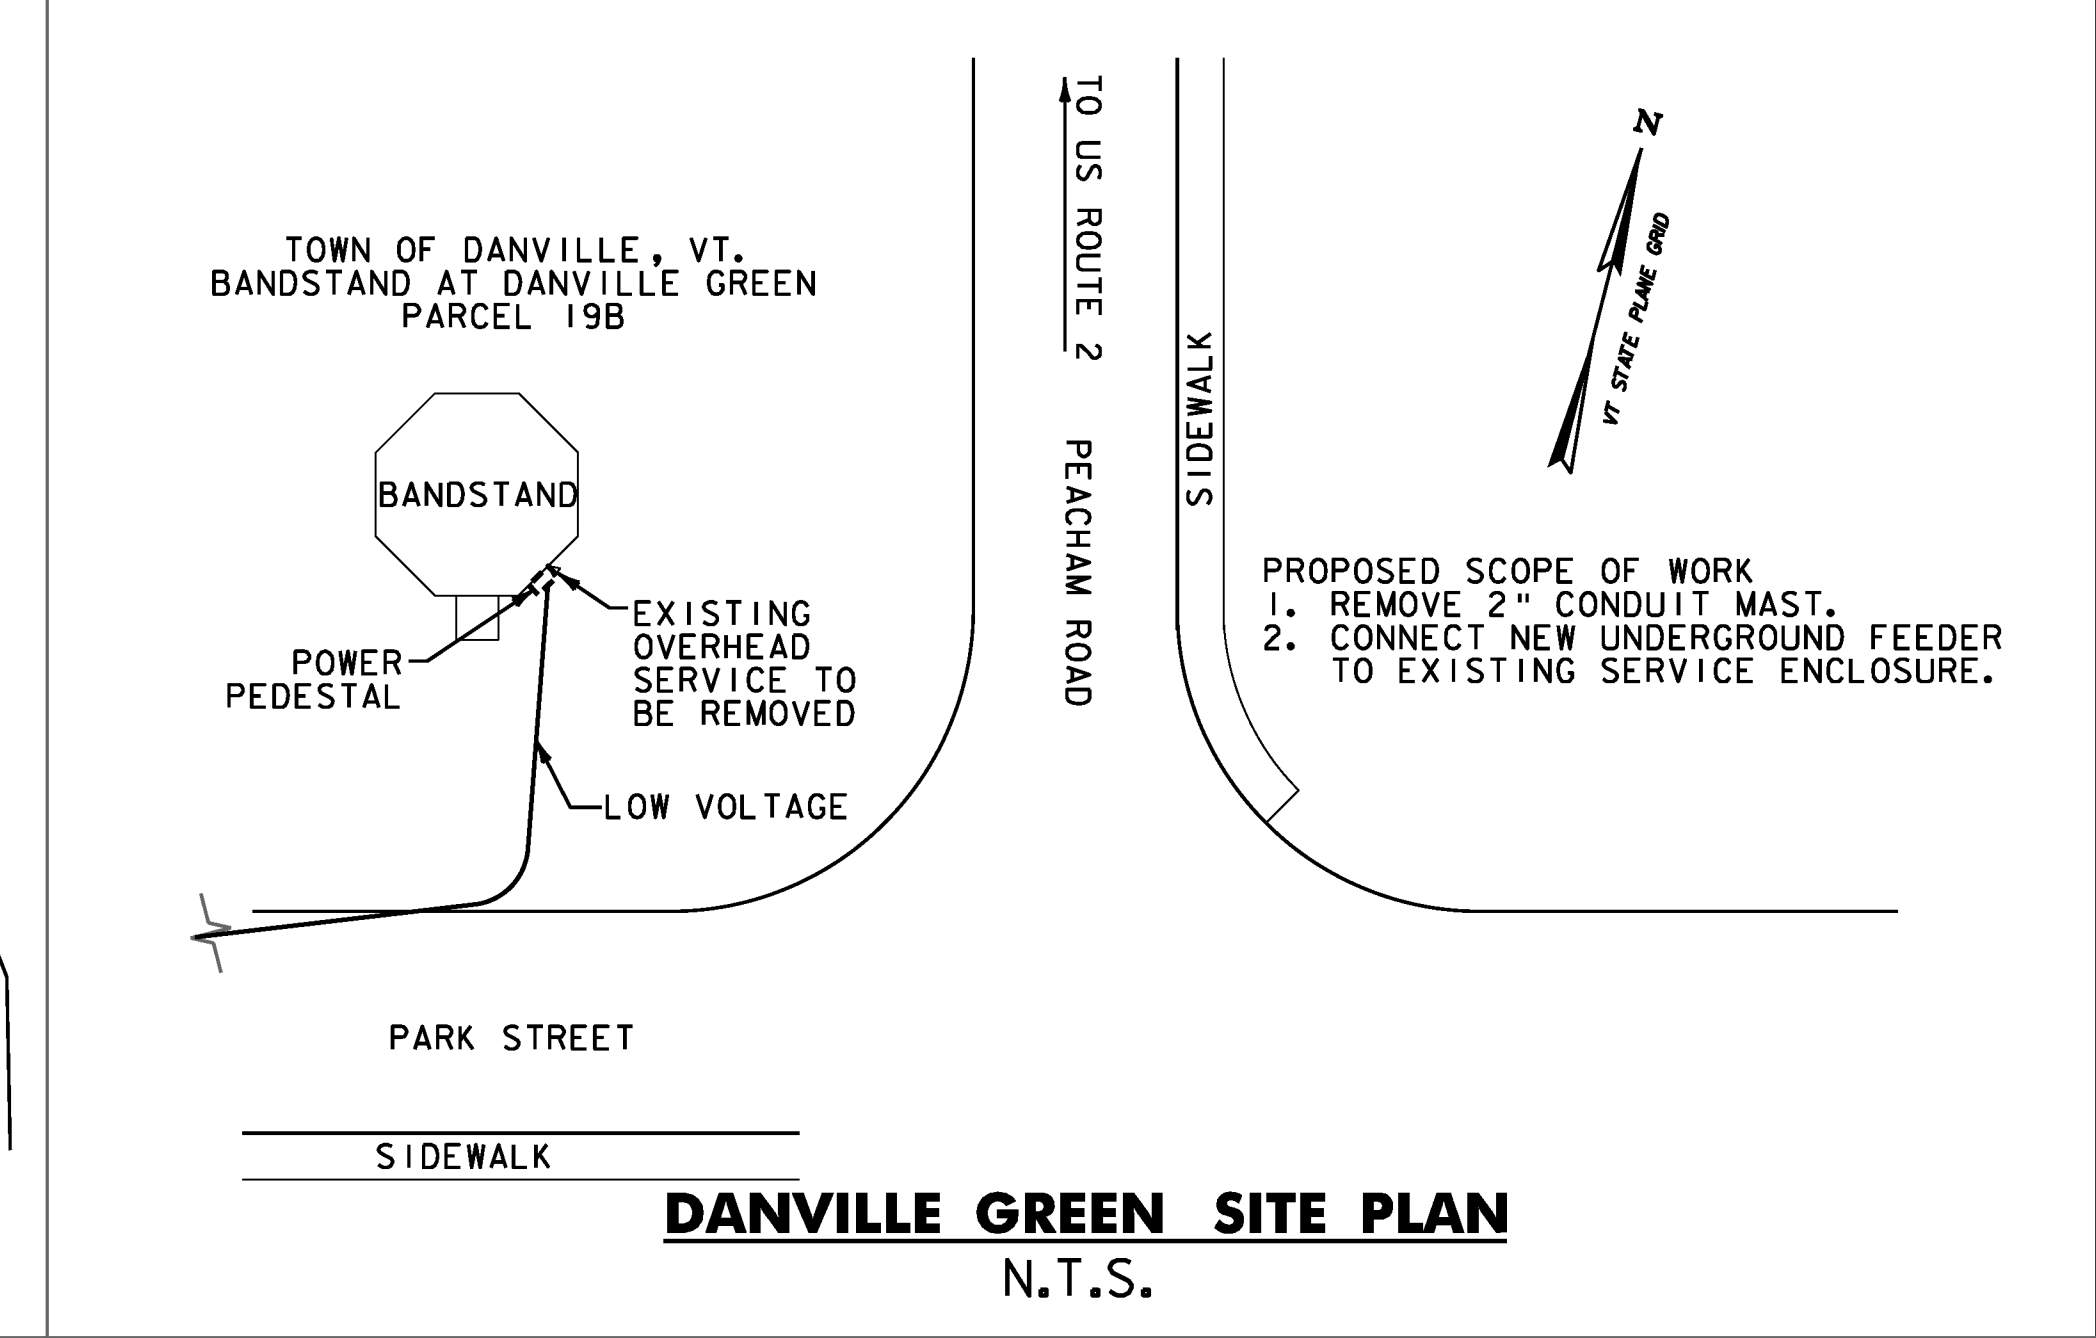 TOWN OF DANVILLE, VT.
BANDSTAND AT DANVILLE GREEN
PARCEL 19B
BANDSTAND
POWER
PEDESTAL
EXISTING
OVERHEAD
SERVICE TO
BE REMOVED
LOW VOLTAGE
TO US ROUTE 2
PEACHAM ROAD
SIDEWALK
N
VT STATE PLANE GRID
PROPOSED SCOPE OF WORK
1. REMOVE 2" CONDUIT MAST.
2. CONNECT NEW UNDERGROUND FEEDER
TO EXISTING SERVICE ENCLOSURE.
PARK STREET
SIDEWALK
DANVILLE GREEN SITE PLAN
N.T.S.